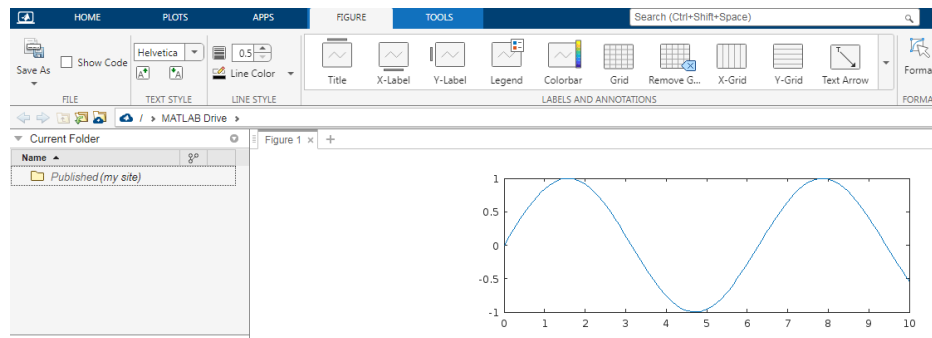 HOME PLOTS APPS FIGURE TOOLS Search (Ctrl+Shift+Space)
Save As
Show Code
Helvetica
A A
0.5
Line Color
Title X-Label Y-Label Legend Colorbar Grid Remove G... X-Grid Y-Grid Text Arrow
FILE TEXT STYLE LINE STYLE LABELS AND ANNOTATIONS
/ > MATLAB Drive >
Current Folder
Name
Published (my site)
Figure 1 × +
1
0.5
0
-0.5
-1
0 1 2 3 4 5 6 7 8 9 10